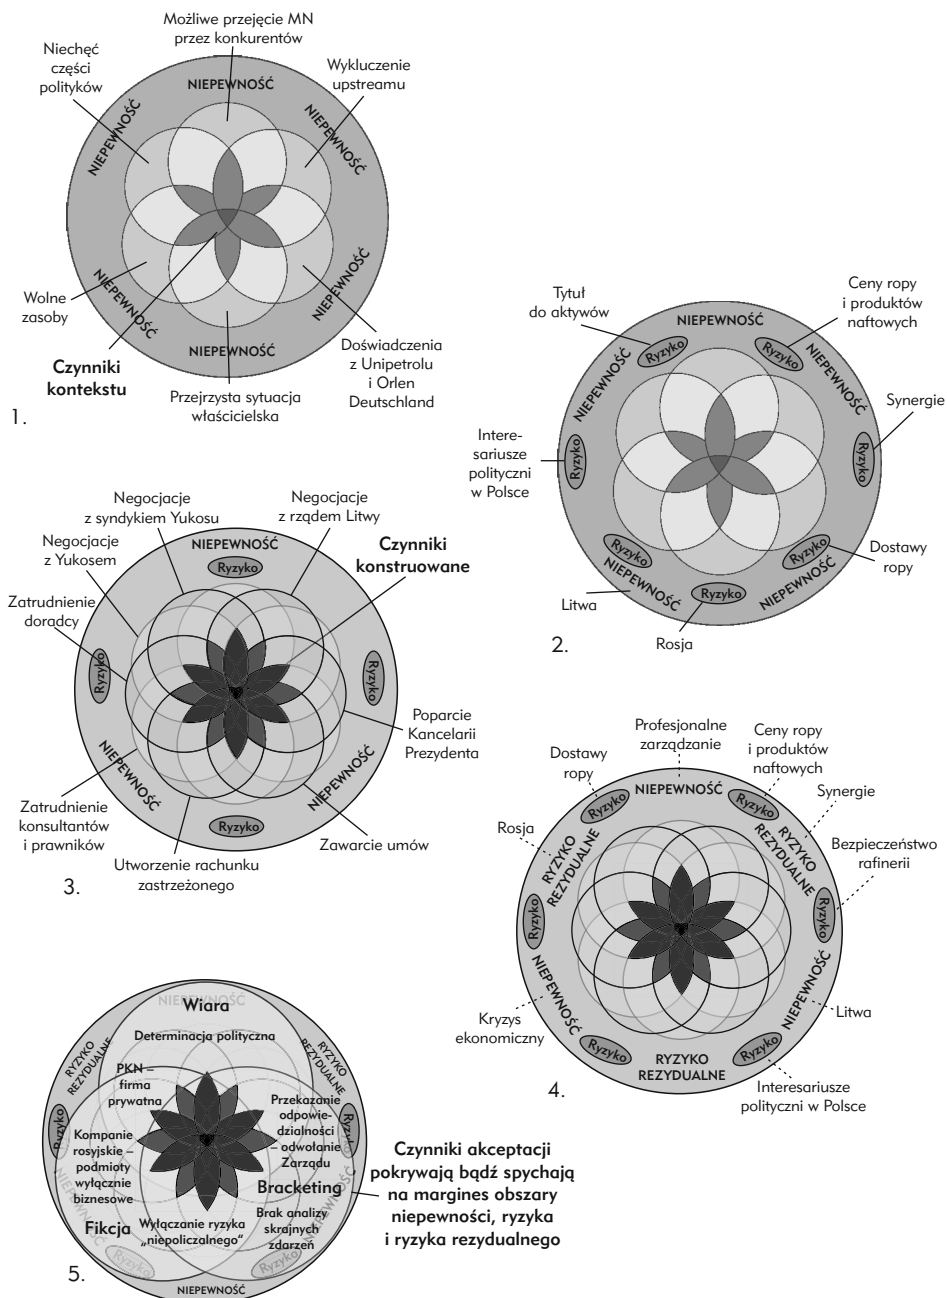 Możliwe przejęcie MN
przez konkurentów
Niechęć
części
polityków
Wykluczenie
upstreamu
NIEPEWNOŚĆ
NIEPEWNOŚĆ
NIEPEWNOŚĆ
NIEPEWNOŚĆ
NIEPEWNOŚĆ
NIEPEWNOŚĆ
Wolne
zasoby
Czynniki
kontekstu
Przejrzysta sytuacja
właścicielska
Doświadczenia
z Unipetrolu
i Orlen
Deutschland
1.
Tytuł
do aktywów
Ceny ropy
i produktów
naftowych
NIEPEWNOŚĆ
Ryzyko
Ryzyko
NIEPEWNOŚĆ
NIEPEWNOŚĆ
Synergie
Intere-
sariusze
polityczni
w Polsce
Ryzyko
Ryzyko
Ryzyko
Ryzyko
Ryzyko
NIEPEWNOŚĆ
NIEPEWNOŚĆ
Dostawy
ropy
Litwa
Rosja
2.
Negocjacje
z syndykiem Yukosu
Negocjacje
z rządem Litwy
Negocjacje
z Yukosem
NIEPEWNOŚĆ
Ryzyko
Czynniki
konstruowane
Zatrudnienie
doradcy
Ryzyko
Ryzyko
Poparcie
Kancelarii
Prezydenta
NIEPEWNOŚĆ
NIEPEWNOŚĆ
Ryzyko
Zatrudnienie
konsultantów
i prawników
Utworzenie rachunku
zastrzeżonego
Zawarcie umów
3.
Profesjonalne
zarządzanie
Ceny ropy
i produktów
naftowych
Dostawy
ropy
Synergie
NIEPEWNOŚĆ
Ryzyko
Ryzyko
Rosja
RYZYKO
REZYDUALNE
RYZYKO
REZYDUALNE
Bezpieczeństwo
rafinerii
Ryzyko
Ryzyko
NIEPEWNOŚĆ
NIEPEWNOŚĆ
Kryzys
ekonomiczny
Litwa
Ryzyko
Ryzyko
RYZYKO
REZYDUALNE
Interesariusze
polityczni w Polsce
4.
NIEPEWNOŚĆ
Wiara
Determinacja polityczna
RYZYKO
REZYDUALNE
RYZYKO
REZYDUALNE
PKN –
firma
prywatna
Przekazanie
odpowie-
dzialności
– odwołanie
Zarządu
Ryzyko
Ryzyko
Kompanie
rosyjskie –
podmioty
wyłącznie
biznesowe
NIEPEWNOŚĆ
NIEPEWNOŚĆ
Bracketing
Fikcja
Wyłączanie ryzyka
„niepoliczalnego”
Brak analizy
skrajnych
zdarzeń
Ryzyko
Ryzyko
NIEPEWNOŚĆ
Czynniki akceptacji
pokrywają bądź spychają
na margines obszary
niepewności, ryzyka
i ryzyka rezydualnego
5.